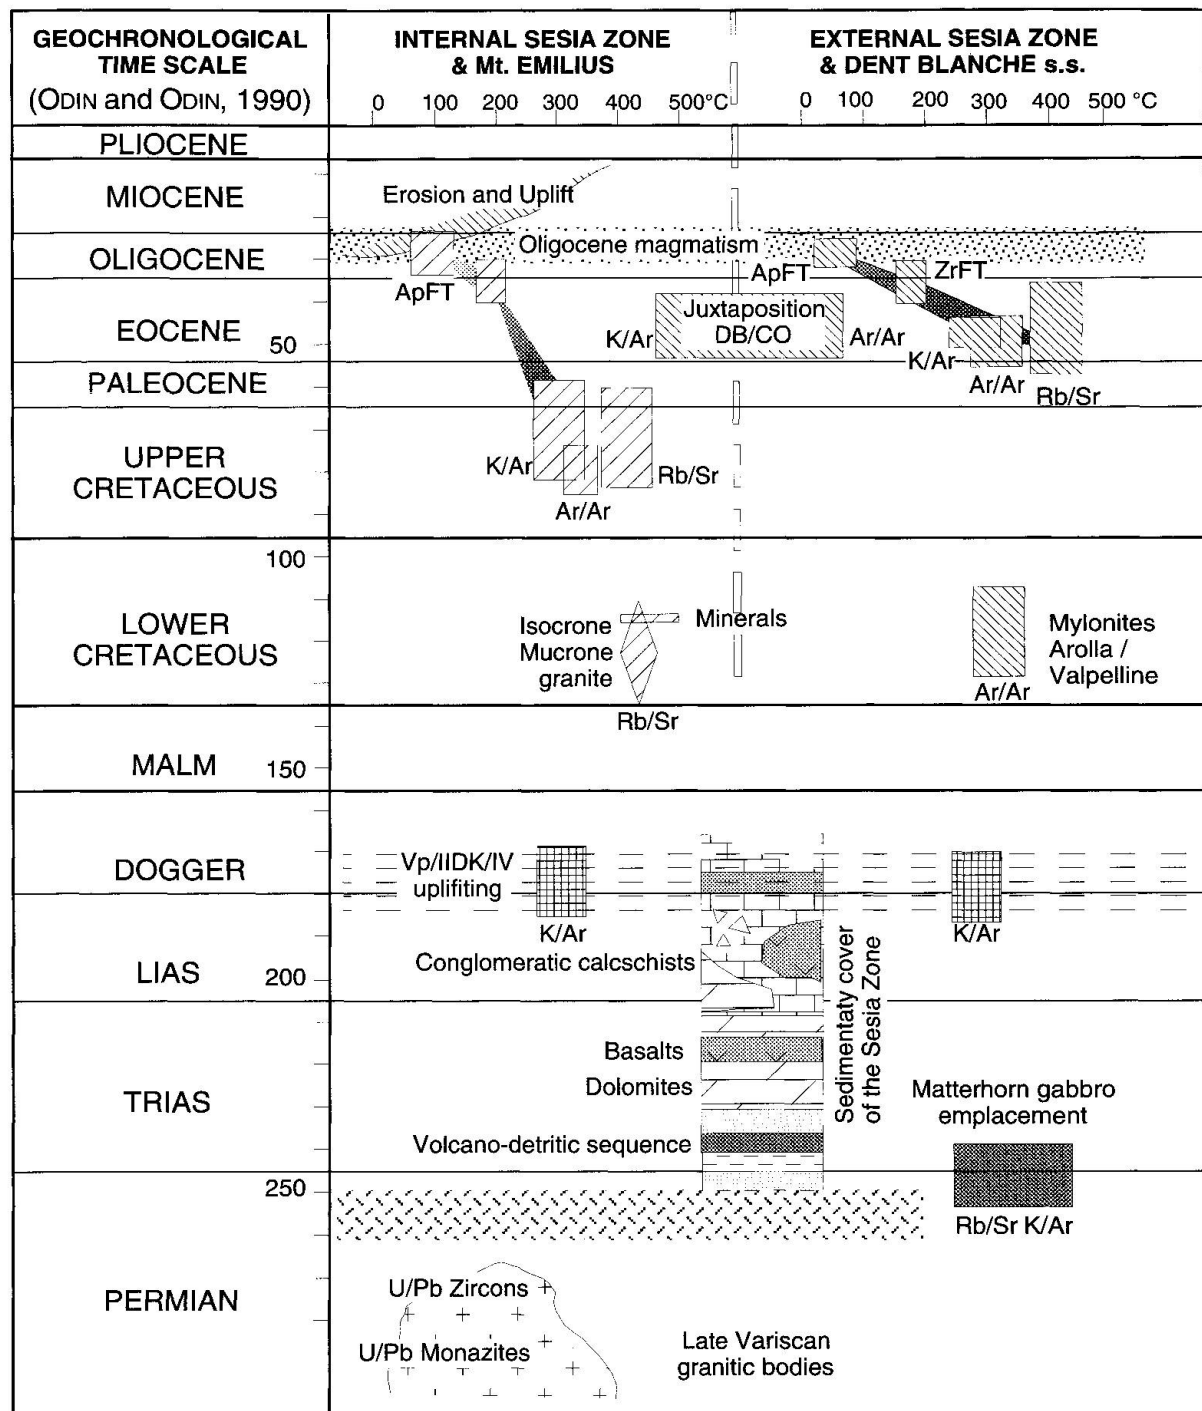 GEOCHRONOLOGICAL
TIME SCALE
(ODIN and ODIN, 1990)
INTERNAL SESIA ZONE
& Mt. EMILIUS
0 100 200 300 400 500°C
EXTERNAL SESIA ZONE
& DENT BLANCHE s.s.
0 100 200 300 400 500 °C
PLIOCENE
MIOCENE
Erosion and Uplift
OLIGOCENE
Oligocene magmatism
ApFT
ApFT
ZrFT
EOCENE
50
K/Ar
Juxtaposition
DB/CO
Ar/Ar
K/Ar
Ar/Ar
Rb/Sr
PALEOCENE
UPPER
CRETACEOUS
K/Ar
Rb/Sr
Ar/Ar
100
LOWER
CRETACEOUS
Isocrone
Mucrone
granite
Minerals
Rb/Sr
Mylonites
Arolla /
Valpelline
Ar/Ar
MALM
150
DOGGER
Vp/IIDK/IV
uplifiting
K/Ar
K/Ar
LIAS
200
Conglomeratic calcschists
Sedimentaty cover
of the Sesia Zone
TRIAS
Basalts
Dolomites
Volcano-detritic sequence
Matterhorn gabbro
emplacement
250
Rb/Sr K/Ar
PERMIAN
U/Pb Zircons
U/Pb Monazites
Late Variscan
granitic bodies